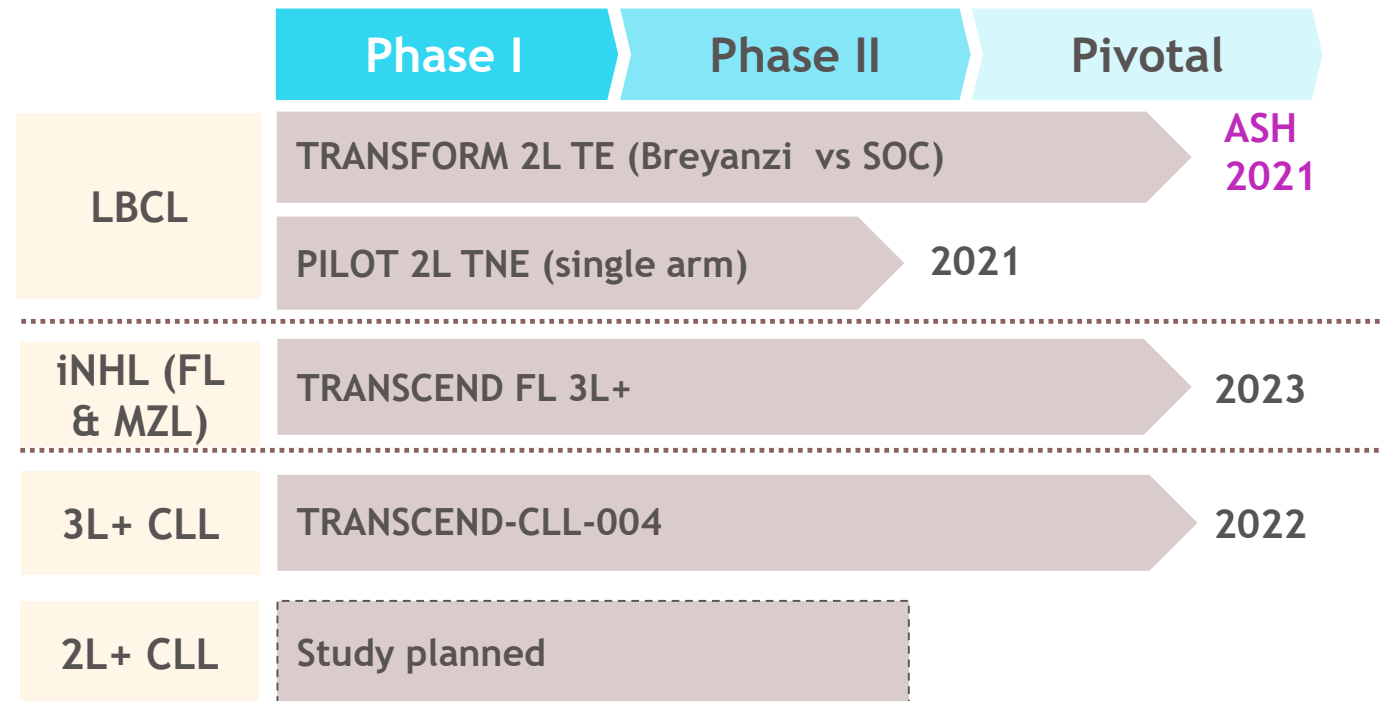 Phase I
Phase II
Pivotal
LBCL
TRANSFORM 2L TE (Breyanzi vs SOC)
ASH
2021
PILOT 2L TNE (single arm)
2021
iNHL (FL
& MZL)
TRANSCEND FL 3L+
2023
3L+ CLL
TRANSCEND-CLL-004
2022
2L+ CLL
Study planned